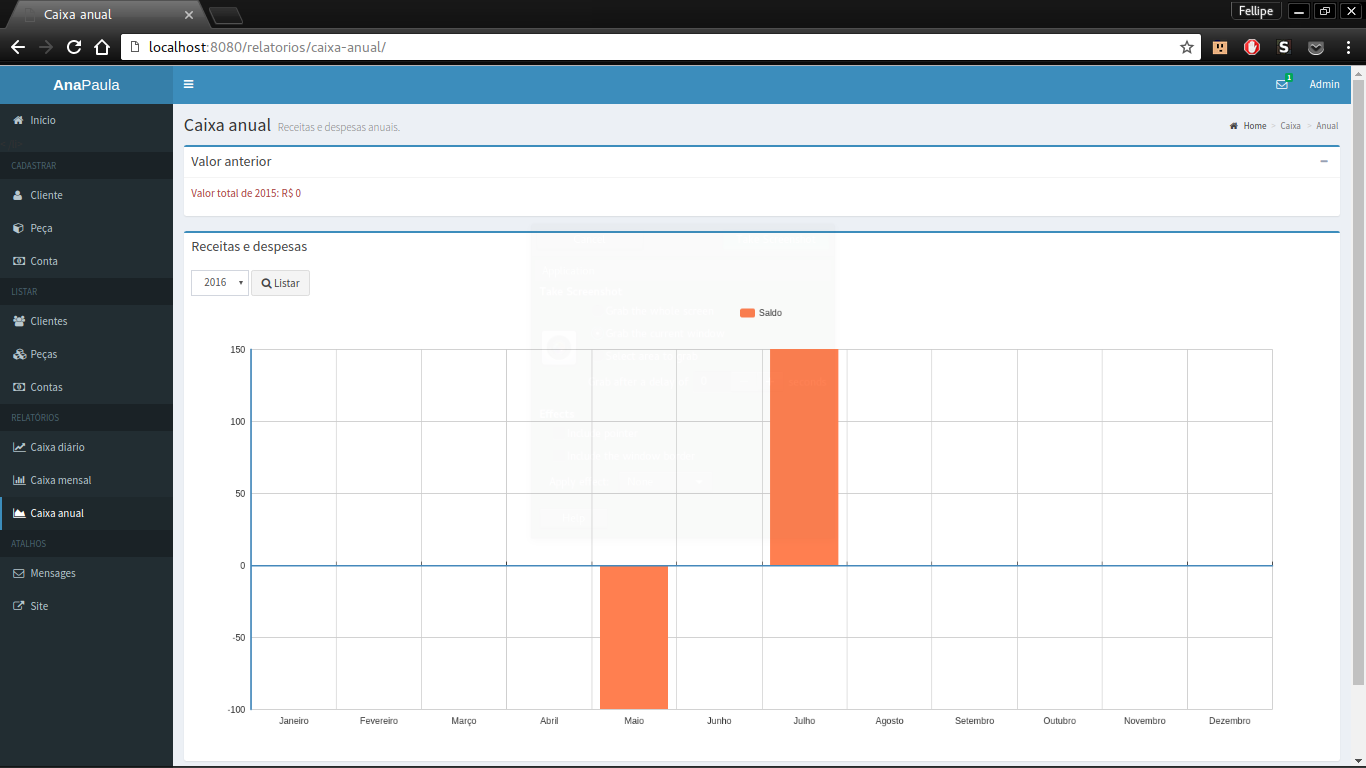 Caixa anual
Fellipe
localhost:8080/relatorios/caixa-anual/
S
AnaPaula
1
Admin
Início
CADASTRAR
Cliente
Peça
Conta
LISTAR
Clientes
Peças
Contas
RELATÓRIOS
Caixa diário
Caixa mensal
Caixa anual
ATALHOS
Mensages
Site
Caixa anual Receitas e despesas anuais.
Home > Caixa > Anual
Valor anterior
Valor total de 2015: R$ 0
Receitas e despesas
2016 Listar
Saldo
150
100
50
0
-50
-100
Janeiro Fevereiro Março Abril Maio Junho Julho Agosto Setembro Outubro Novembro Dezembro